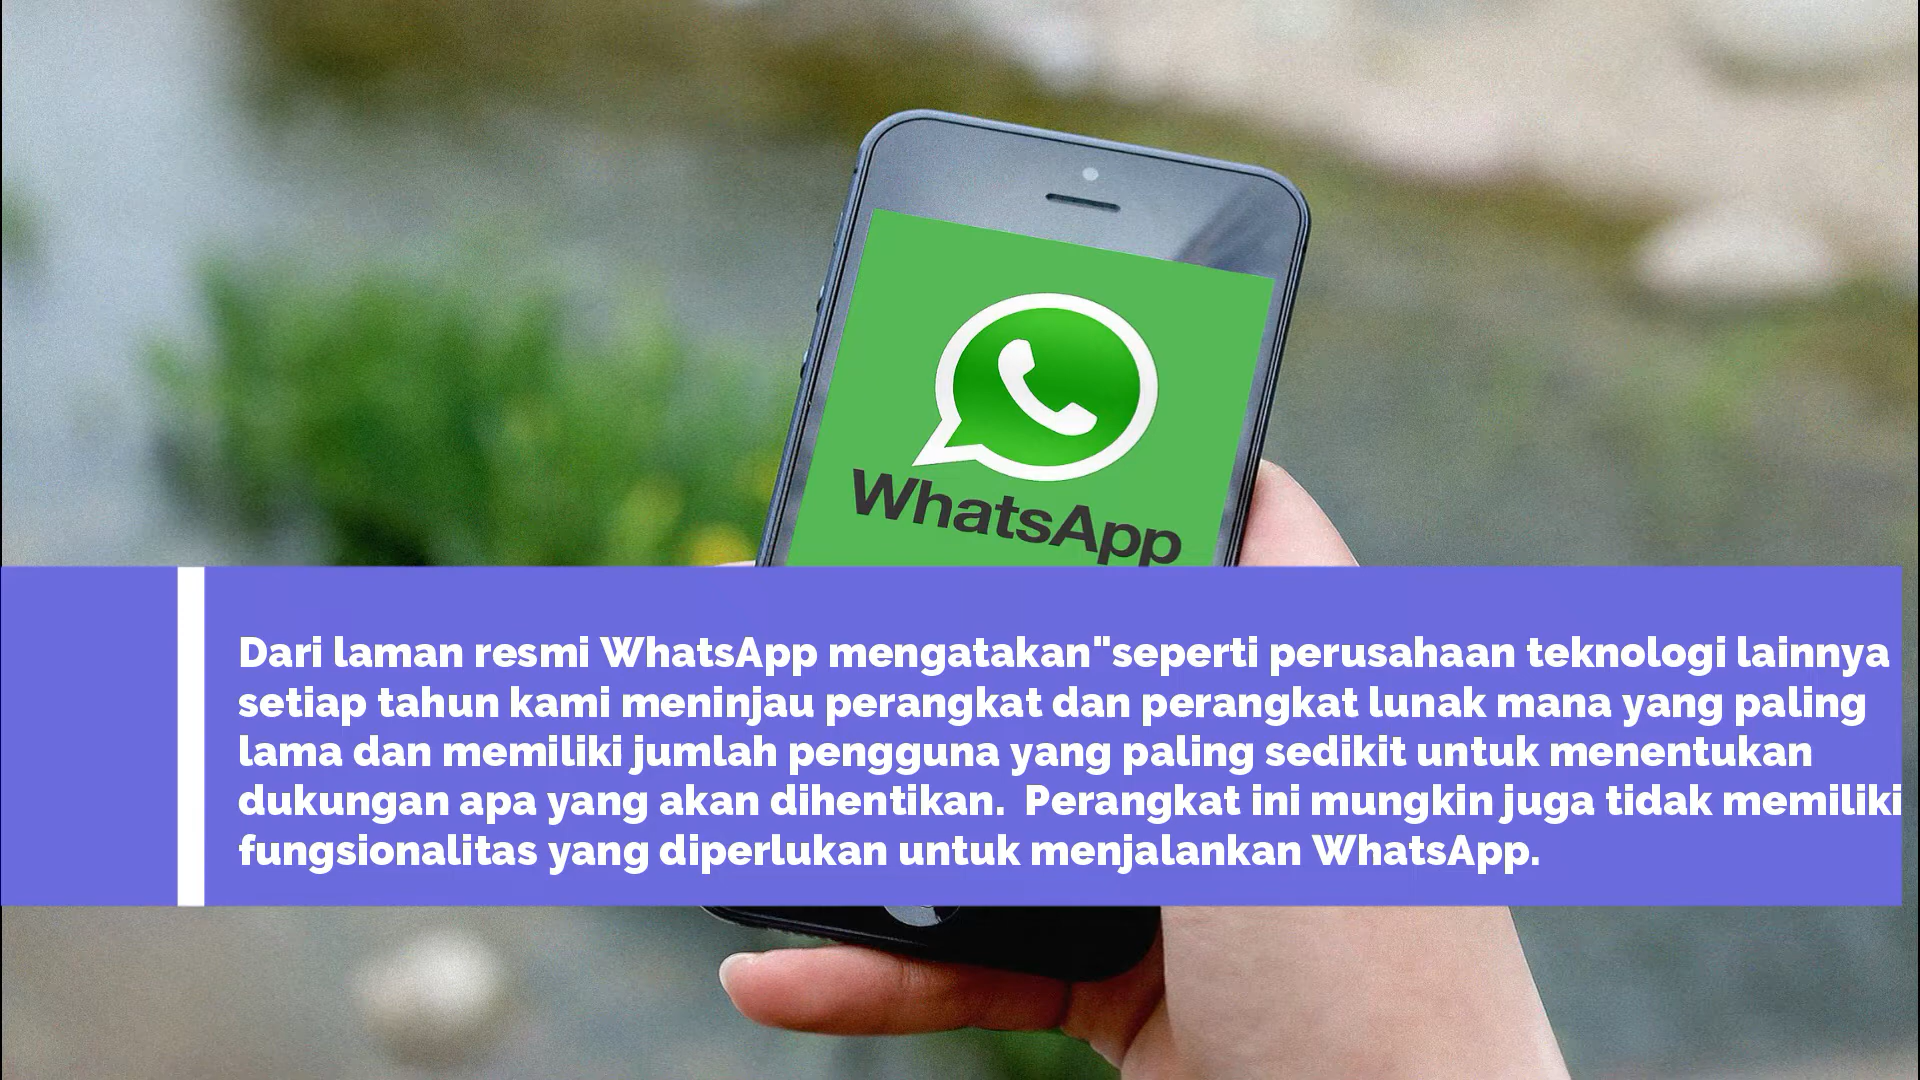 WhatsApp
Dari laman resmi WhatsApp mengatakan"seperti perusahaan teknologi lainnya
setiap tahun kami meninjau perangkat dan perangkat lunak mana yang paling
lama dan memiliki jumlah pengguna yang paling sedikit untuk menentukan
dukungan apa yang akan dihentikan.  Perangkat ini mungkin juga tidak memiliki
fungsionalitas yang diperlukan untuk menjalankan WhatsApp.